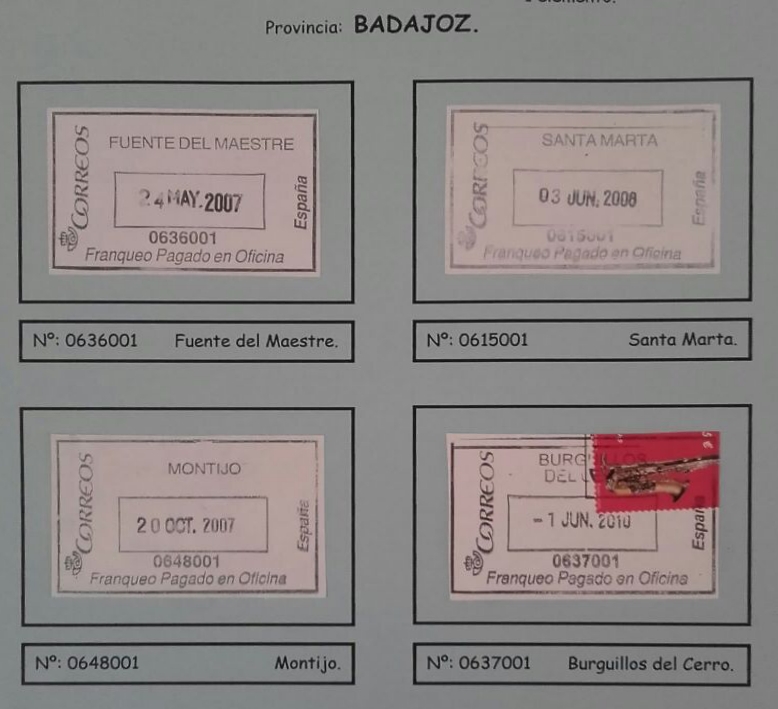 Provincia: BADAJOZ.
FUENTE DEL MAESTRE
CORREOS
24 MAY. 2007
España
0636001
Franqueo Pagado en Oficina
SANTA MARTA
CORREOS
03 JUN. 2008
España
0615001
Franqueo Pagado en Oficina
Nº: 0636001 Fuente del Maestre.
Nº: 0615001 Santa Marta.
MONTIJO
CORREOS
20 OCT. 2007
España
0648001
Franqueo Pagado en Oficina
BURGUILLOS
DEL
CORREOS
-1 JUN. 2010
España
0637001
Franqueo Pagado en Oficina
Nº: 0648001 Montijo.
Nº: 0637001 Burguillos del Cerro.